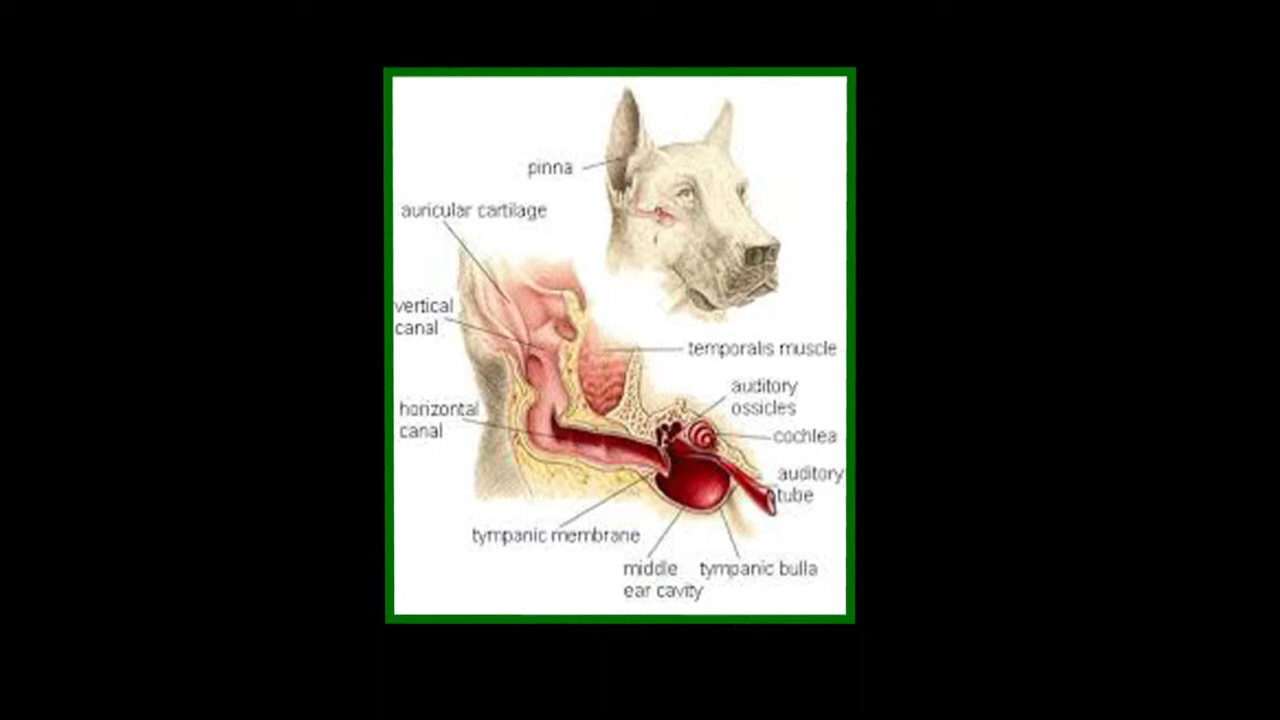 pinna
auricular cartilage
vertical
canal
temporalis muscle
auditory
ossicles
horizontal
canal
cochlea
auditory
tube
tympanic membrane
middle
ear cavity
tympanic bulla